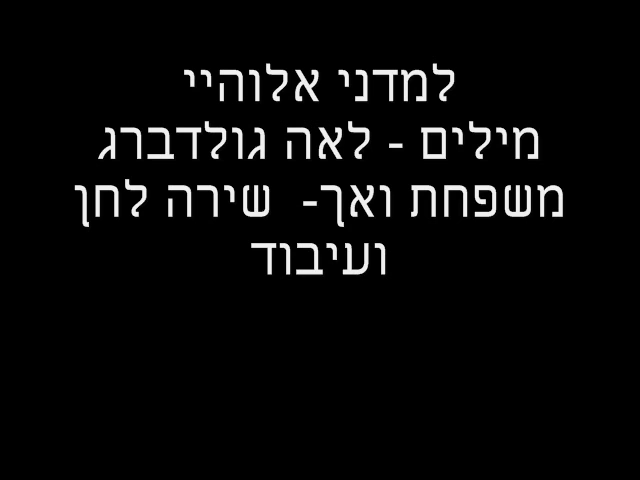 למדני אלוהיי
מילים - לאה גולדברג
משפחת ואך-  שירה לחן
ועיבוד